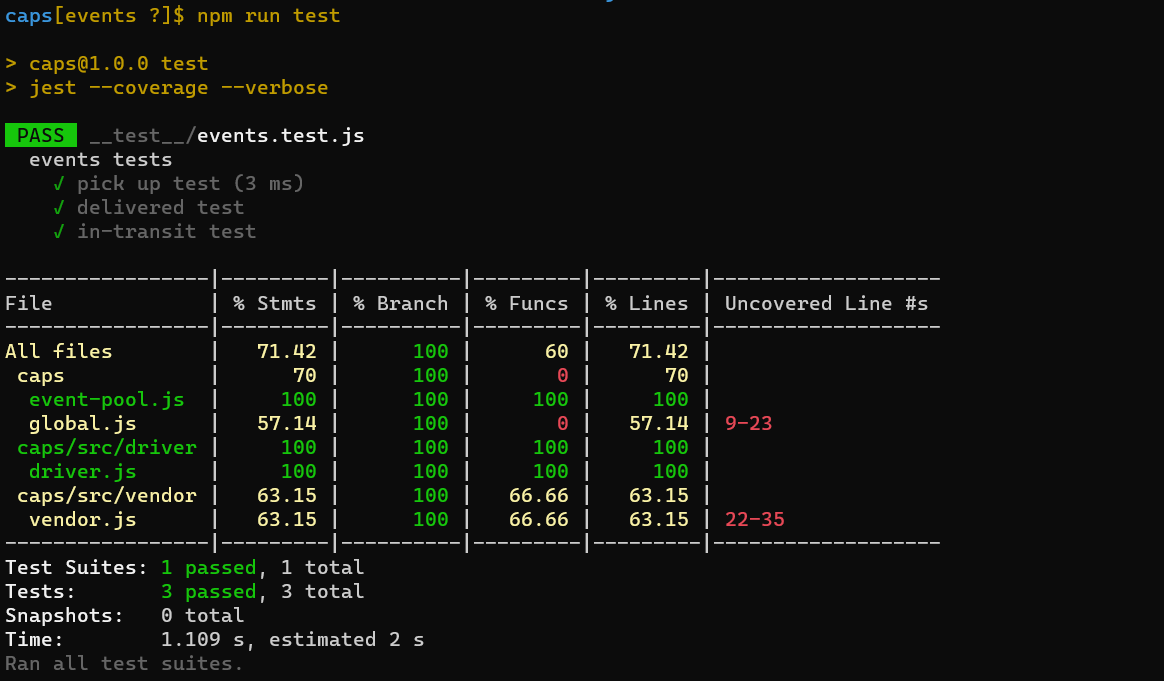 caps[events ?]$ npm run test
> caps@1.0.0 test
> jest --coverage --verbose
PASS __test__/events.test.js
events tests
√ pick up test (3 ms)
√ delivered test
√ in-transit test
-----------------|---------|----------|---------|---------|-------------------
File             | % Stmts | % Branch | % Funcs | % Lines | Uncovered Line #s
-----------------|---------|----------|---------|---------|-------------------
All files        |   71.42 |      100 |      60 |   71.42 |
 caps            |      70 |      100 |       0 |      70 |
  event-pool.js  |     100 |      100 |     100 |     100 |
  global.js      |   57.14 |      100 |       0 |   57.14 | 9-23
 caps/src/driver |     100 |      100 |     100 |     100 |
  driver.js      |     100 |      100 |     100 |     100 |
 caps/src/vendor |   63.15 |      100 |   66.66 |   63.15 |
  vendor.js      |   63.15 |      100 |   66.66 |   63.15 | 22-35
-----------------|---------|----------|---------|---------|-------------------
Test Suites: 1 passed, 1 total
Tests:       3 passed, 3 total
Snapshots:   0 total
Time:        1.109 s, estimated 2 s
Ran all test suites.